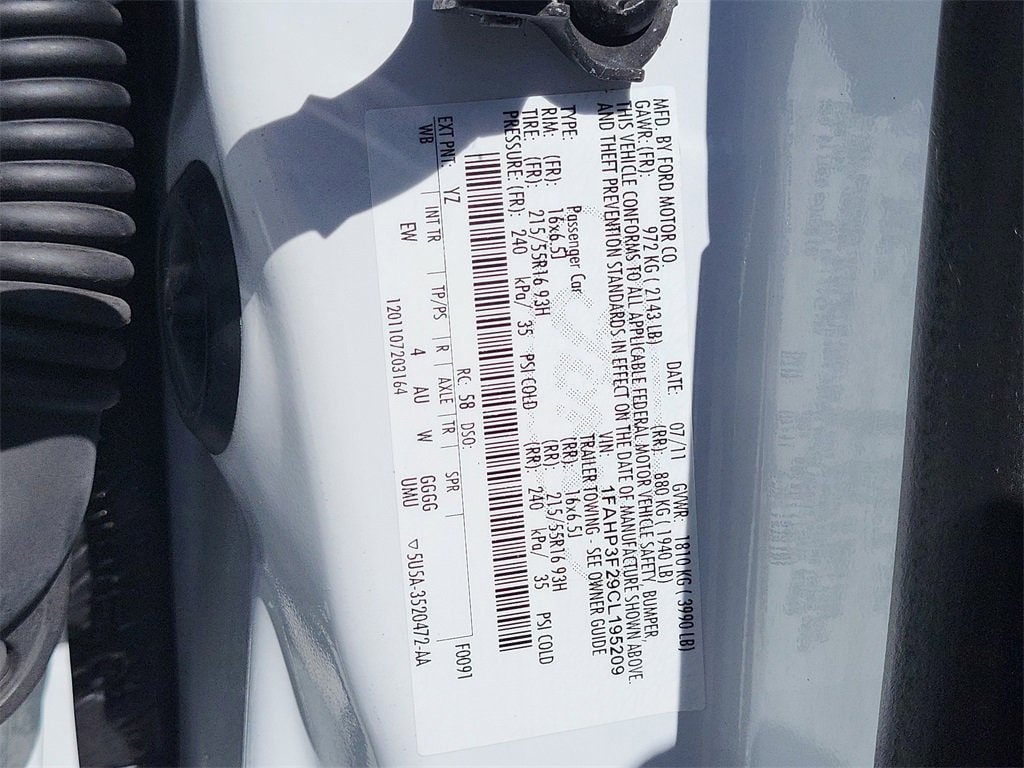 MFD. BY FORD MOTOR CO.
DATE: 07/11 GVWR: 1810 KG ( 3990 LB)
GAWR: (FR): 972 KG ( 2143 LB) (RR): 880 KG ( 1940 LB)
THIS VEHICLE CONFORMS TO ALL APPLICABLE FEDERAL MOTOR VEHICLE SAFETY, BUMPER,
AND THEFT PREVENTION STANDARDS IN EFFECT ON THE DATE OF MANUFACTURE SHOWN ABOVE.
VIN: 1FAHP3F29CL195209
TYPE: Passenger Car TRAILER TOWING - SEE OWNER GUIDE
RIM: (FR): 16x6.5J (RR): 16x6.5J
TIRE: (FR): 215/55R16 93H (RR): 215/55R16 93H
PRESSURE: (FR): 240 kPa/ 35 PSI COLD (RR): 240 kPa/ 35 PSI COLD
EXT PNT: YZ RC: 58 DSO: F0091
WB INT TR TP/PS R AXLE TR SPR
EW 4 AU W GGGG UMU
1201107203164 ▽5U5A-3520472-AA